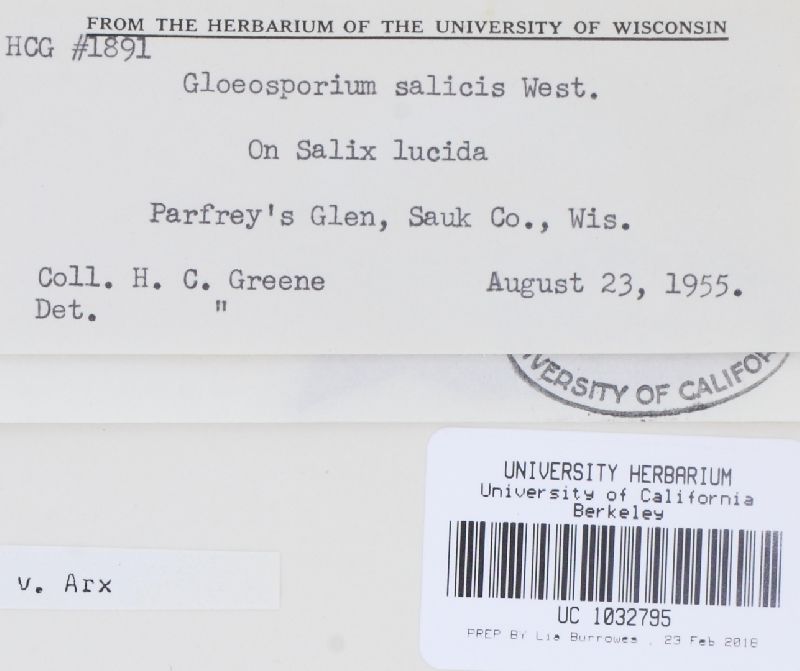 FROM THE HERBARIUM OF THE UNIVERSITY OF WISCONSIN
HCG #1891
Gloeosporium salicis West.
On Salix lucida
Parfrey's Glen, Sauk Co., Wis.
Coll. H. C. Greene August 23, 1955.
Det. "
VERSITY OF CALIFO
v. Arx
UNIVERSITY HERBARIUM
University of California
Berkeley
UC 1032795
PREP BY Lia Burrowes . 23 Feb 2018